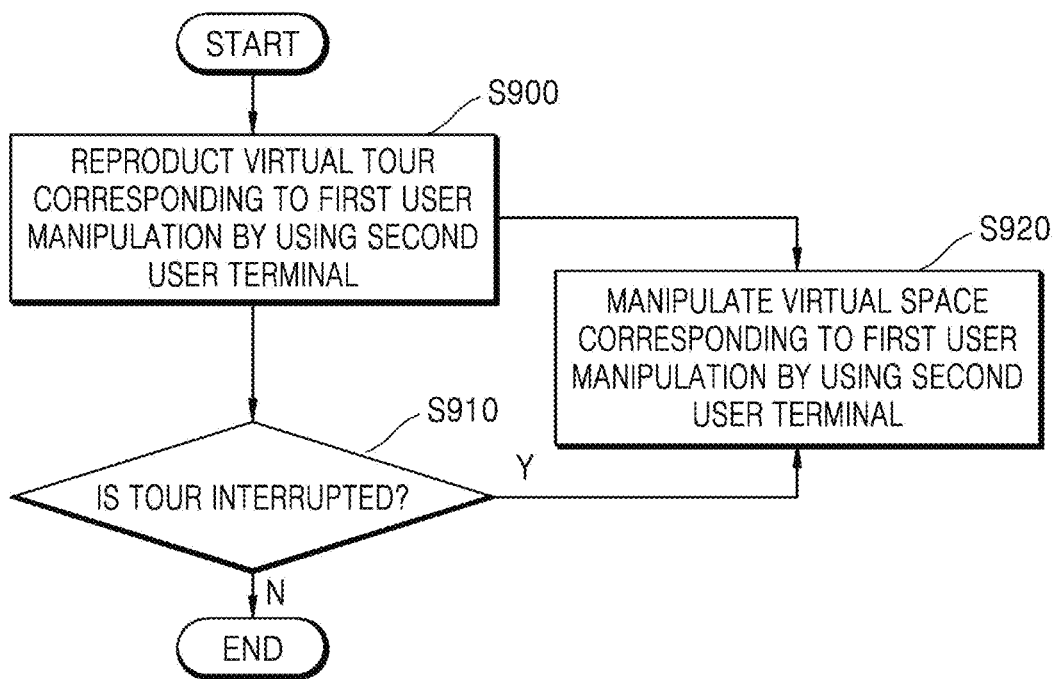 START
S900
REPRODUCT VIRTUAL TOUR
CORRESPONDING TO FIRST USER
MANIPULATION BY USING SECOND
USER TERMINAL
S920
MANIPULATE VIRTUAL SPACE
CORRESPONDING TO FIRST USER
MANIPULATION BY USING SECOND
USER TERMINAL
S910
IS TOUR INTERRUPTED?
Y
N
END